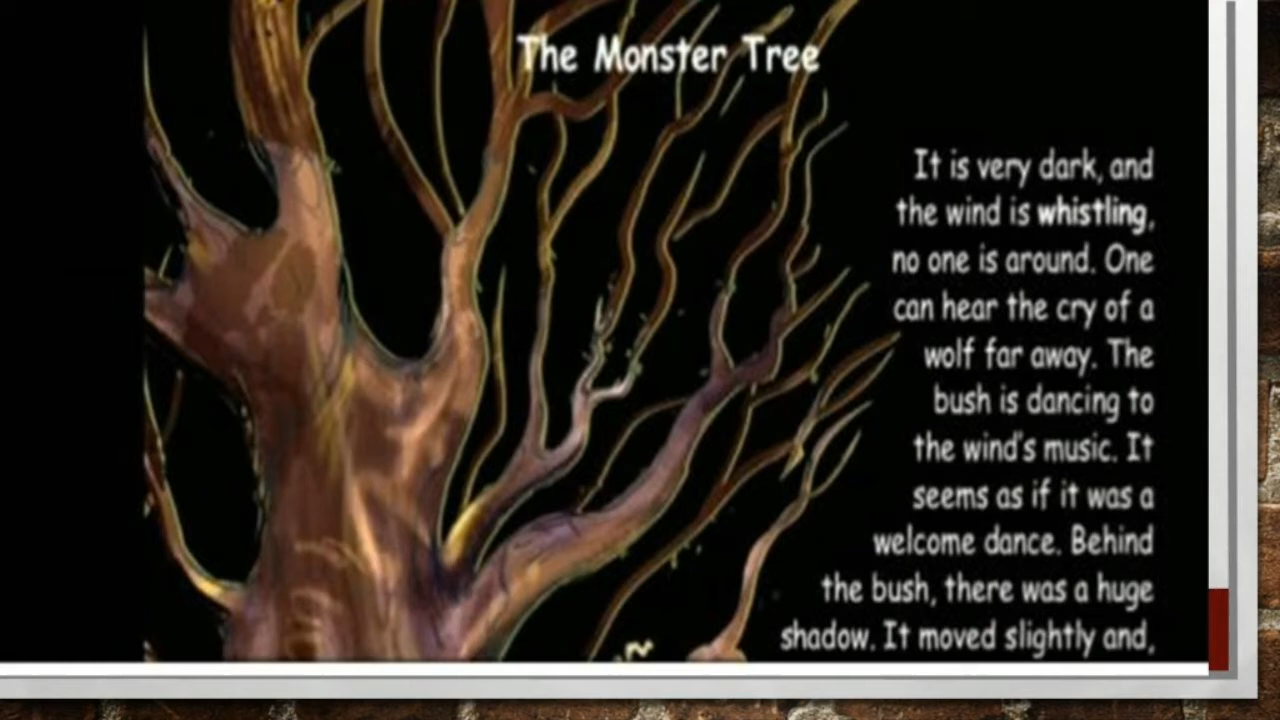 The Monster Tree
It is very dark, and
the wind is whistling,
no one is around. One
can hear the cry of a
wolf far away. The
bush is dancing to
the wind's music. It
seems as if it was a
welcome dance. Behind
the bush, there was a huge
shadow. It moved slightly and,